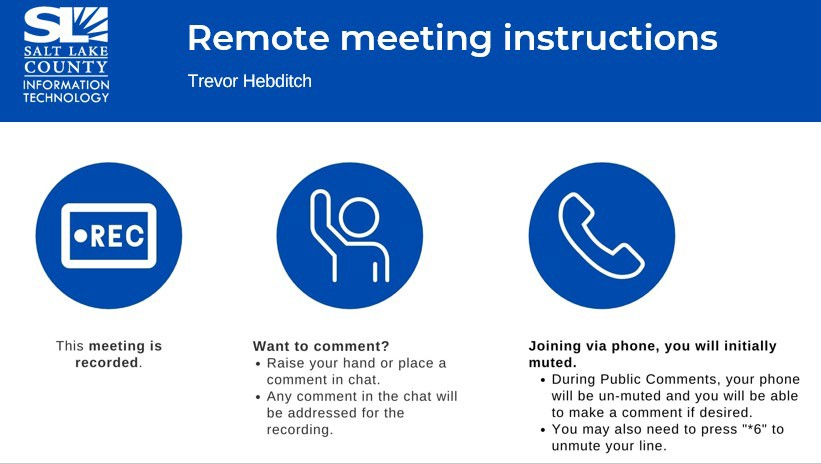 SL
SALT LAKE
COUNTY
INFORMATION
TECHNOLOGY
Remote meeting instructions
Trevor Hebditch
REC
This meeting is
recorded.
Want to comment?
• Raise your hand or place a
comment in chat.
• Any comment in the chat will
be addressed for the
recording.
Joining via phone, you will initially
muted.
• During Public Comments, your phone
will be un-muted and you will be able
to make a comment if desired.
• You may also need to press "*6" to
unmute your line.